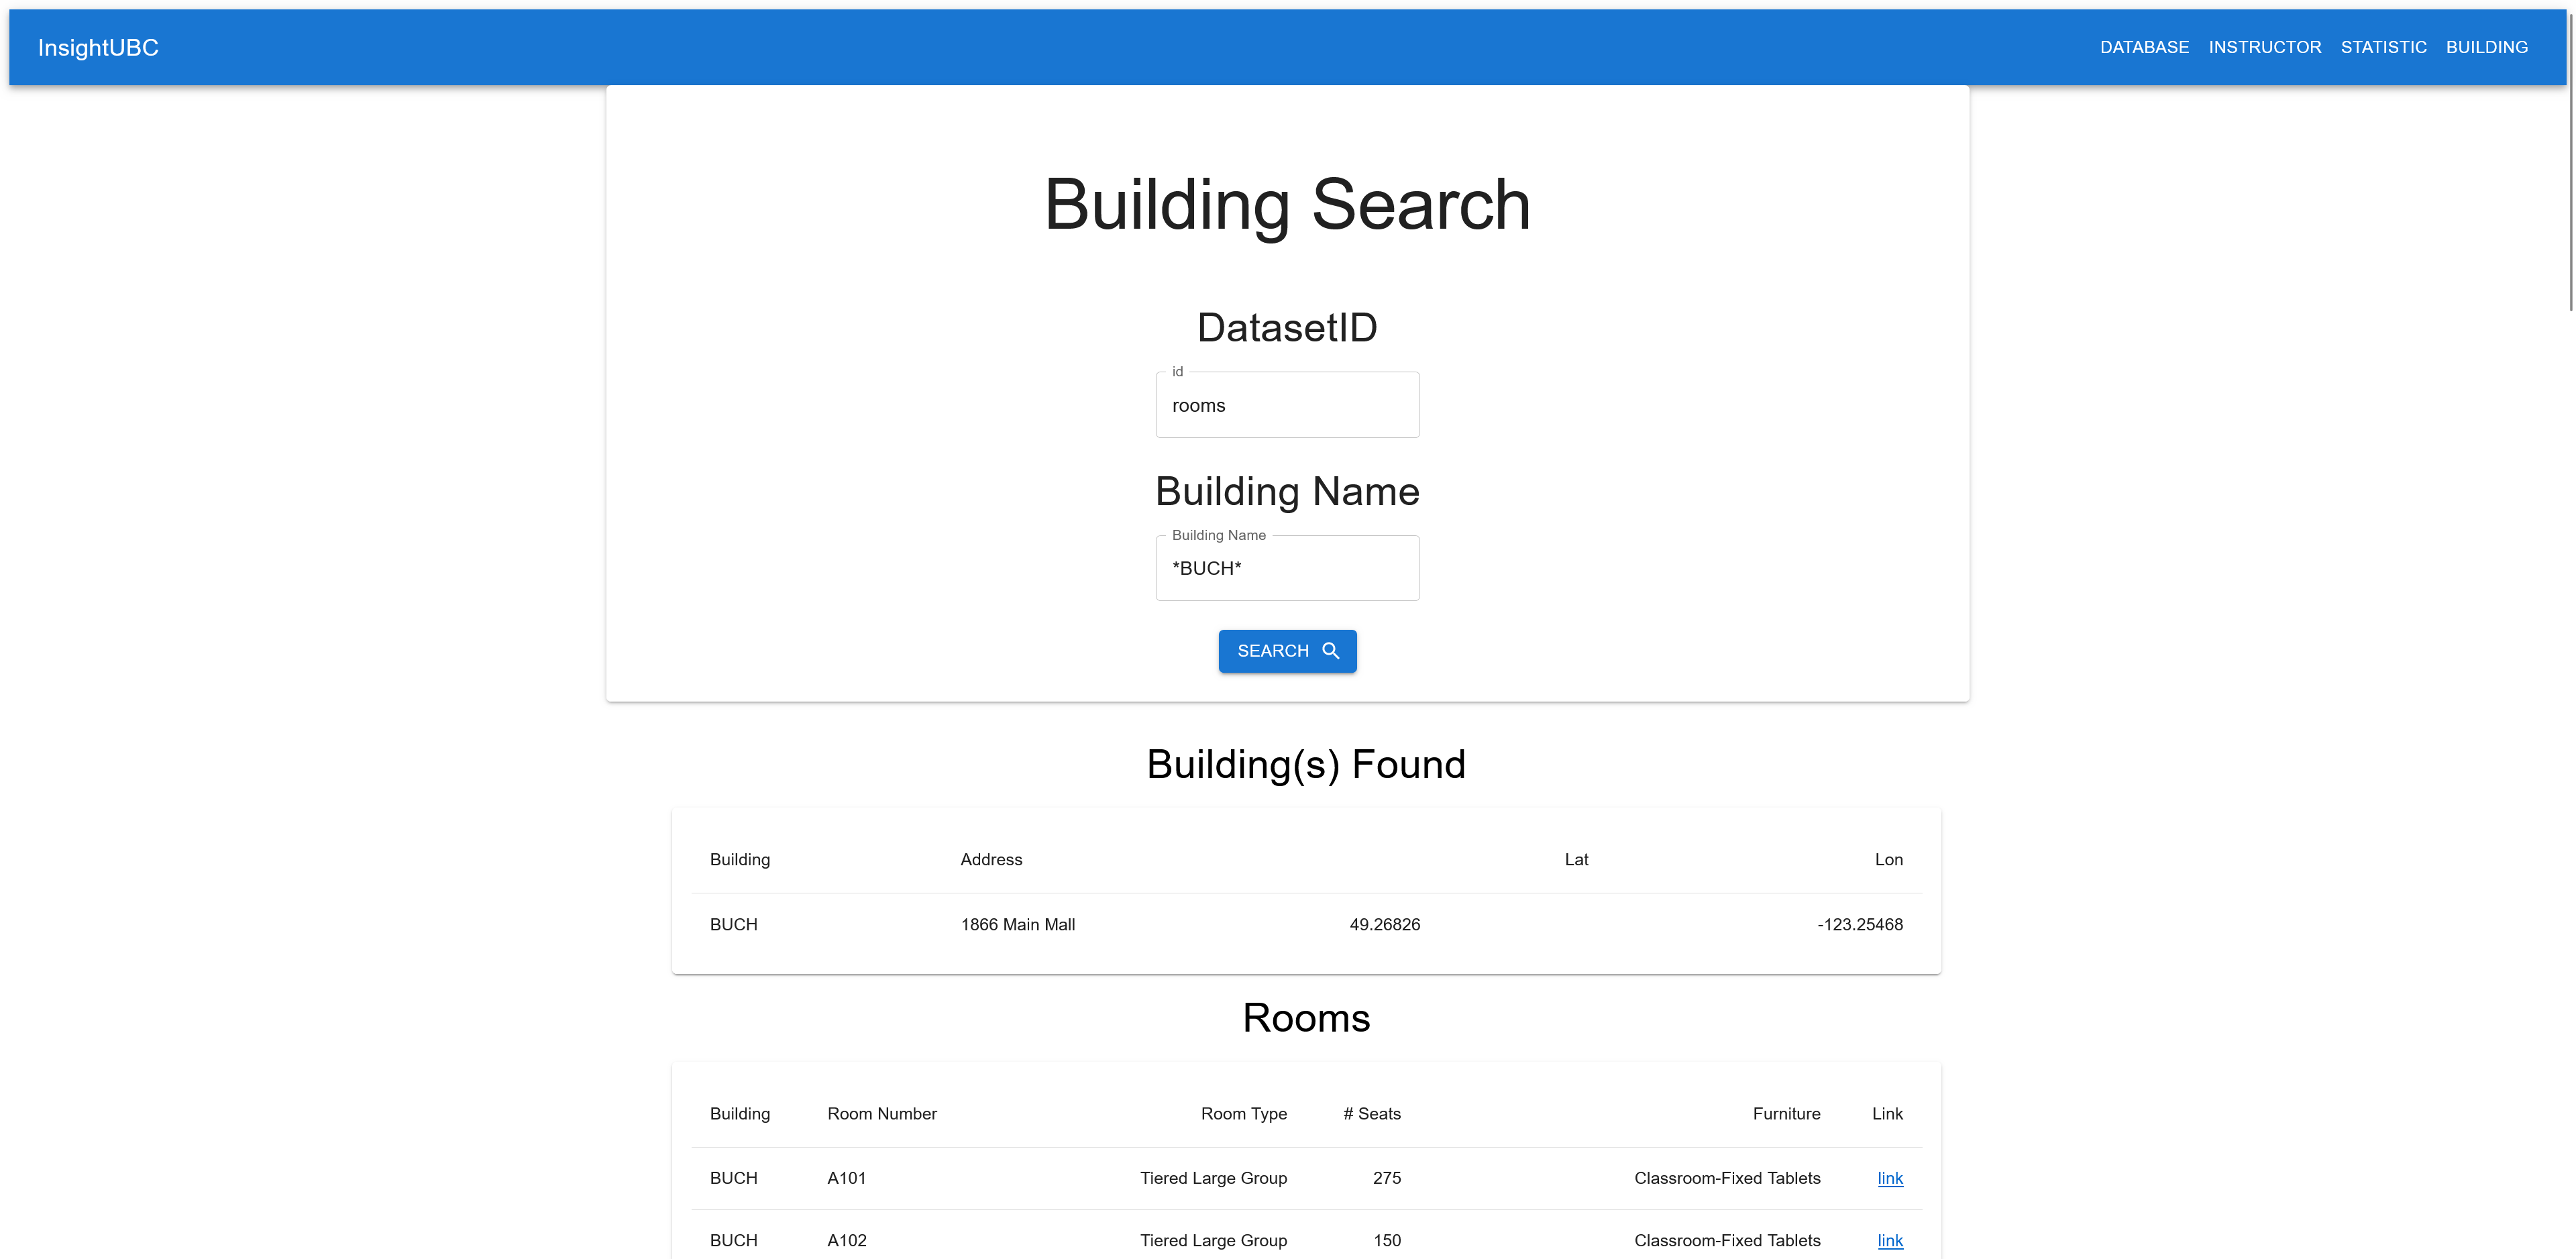 InsightUBC DATABASE INSTRUCTOR STATISTIC BUILDING
Building Search
DatasetID
id
rooms
Building Name
Building Name
*BUCH*
SEARCH
Building(s) Found
Building Address Lat Lon
BUCH 1866 Main Mall 49.26826 -123.25468
Rooms
Building Room Number Room Type # Seats Furniture Link
BUCH A101 Tiered Large Group 275 Classroom-Fixed Tablets link
BUCH A102 Tiered Large Group 150 Classroom-Fixed Tablets link